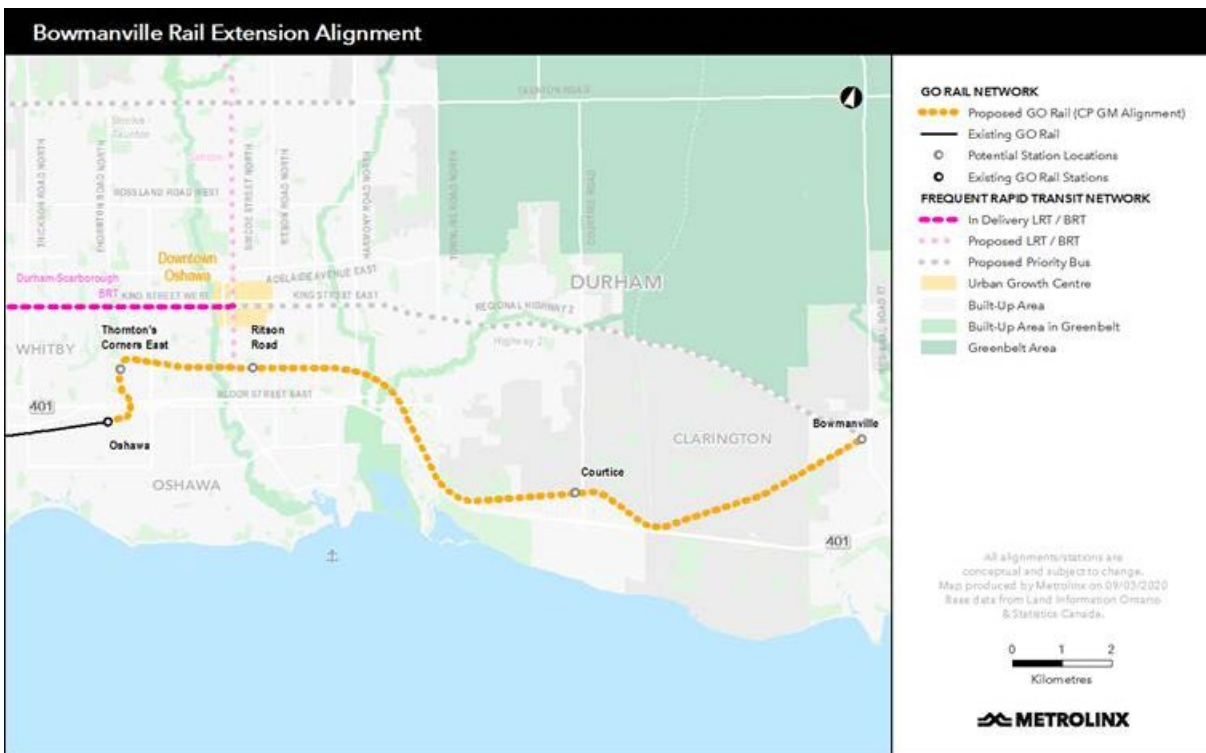 Bowmanville Rail Extension Alignment
TAUNTON ROAD
THICKSON ROAD NORTH
THORNTON ROAD NORTH
SIMCOE STREET NORTH
RITSON ROAD NORTH
HARMONY ROAD NORTH
TOWNLINE ROAD NORTH
COURTICE ROAD
ROSSLAND ROAD WEST
Downtown
Oshawa
ADELAIDE AVENUE EAST
Durham-Scarborough
BRT
KING STREET WEST
KING STREET EAST
DURHAM
REGIONAL HIGHWAY 2
Highway 2
WHITBY
Thornton's
Corners East
Ritson
Road
BLOOR STREET EAST
401
Oshawa
OSHAWA
CLARINGTON
Bowmanville
Courtice
401
GO RAIL NETWORK
Proposed GO Rail (CP GM Alignment)
Existing GO Rail
Potential Station Locations
Existing GO Rail Stations
FREQUENT RAPID TRANSIT NETWORK
In Delivery LRT / BRT
Proposed LRT / BRT
Proposed Priority Bus
Urban Growth Centre
Built-Up Area
Built-Up Area in Greenbelt
Greenbelt Area
All alignments/stations are
conceptual and subject to change.
Map produced by Metrolinx on 09/03/2020
Base data from Land Information Ontario
& Statistics Canada.
0 1 2
Kilometres
METROLINX